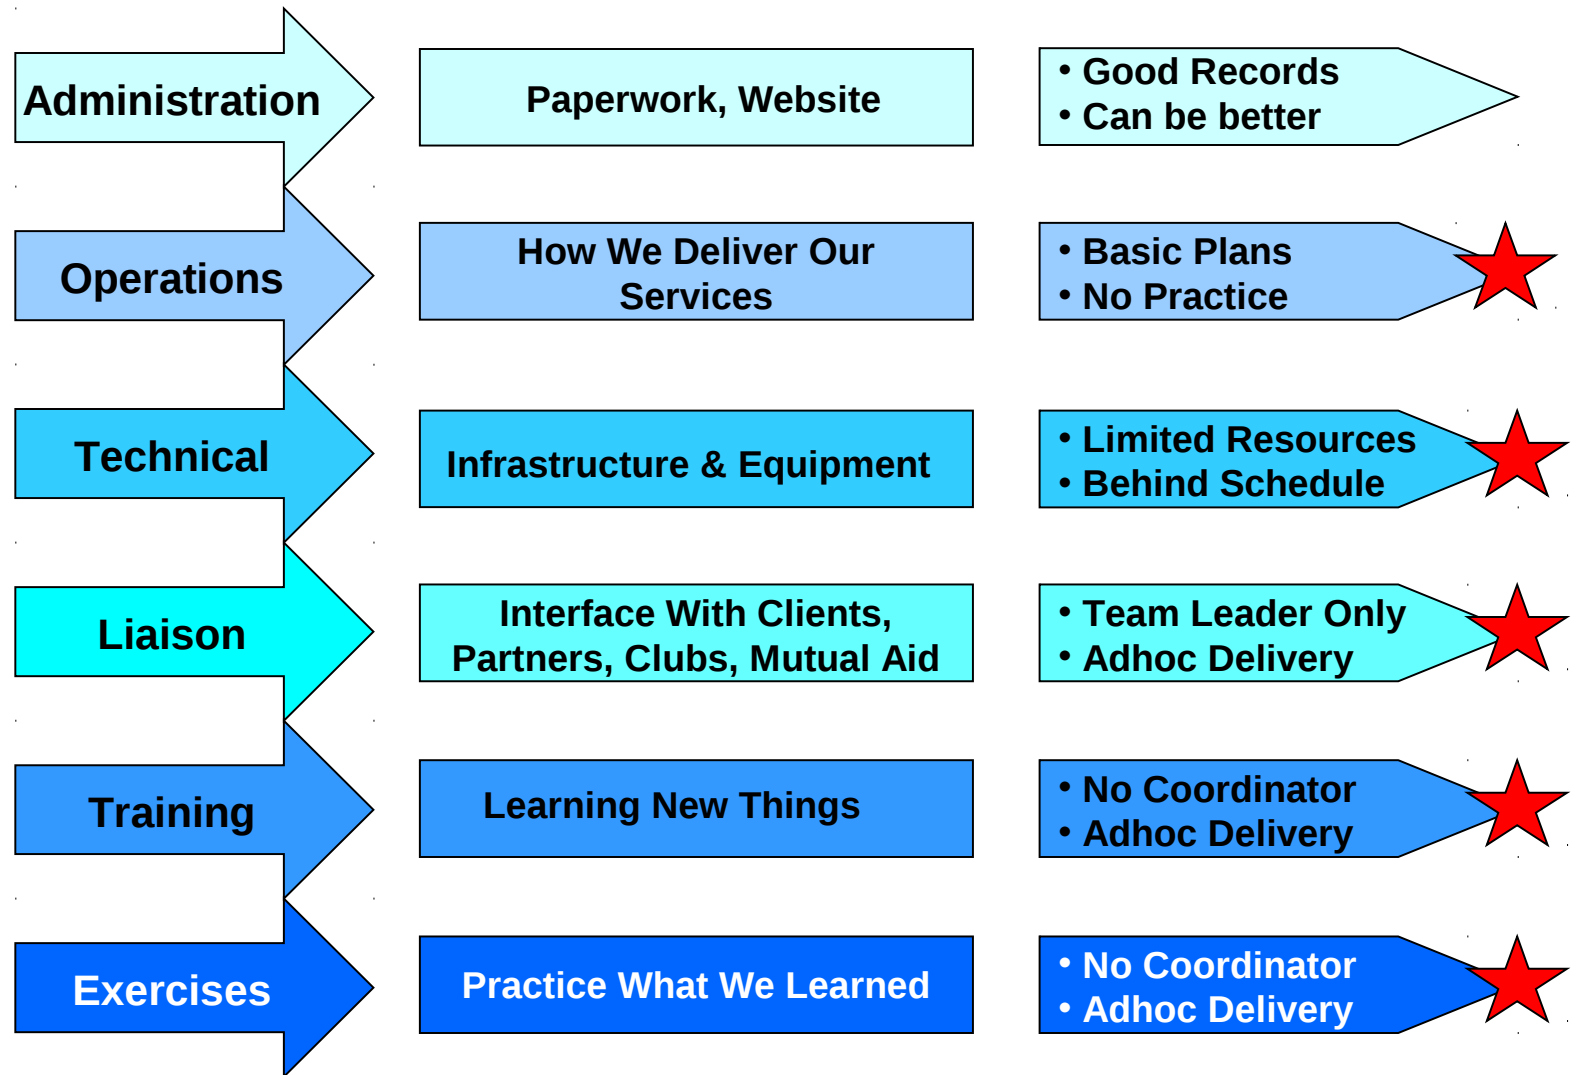 Administration
Paperwork, Website
• Good Records
• Can be better
Operations
How We Deliver Our
Services
• Basic Plans
• No Practice
Technical
Infrastructure & Equipment
• Limited Resources
• Behind Schedule
Liaison
Interface With Clients,
Partners, Clubs, Mutual Aid
• Team Leader Only
• Adhoc Delivery
Training
Learning New Things
• No Coordinator
• Adhoc Delivery
Exercises
Practice What We Learned
• No Coordinator
• Adhoc Delivery